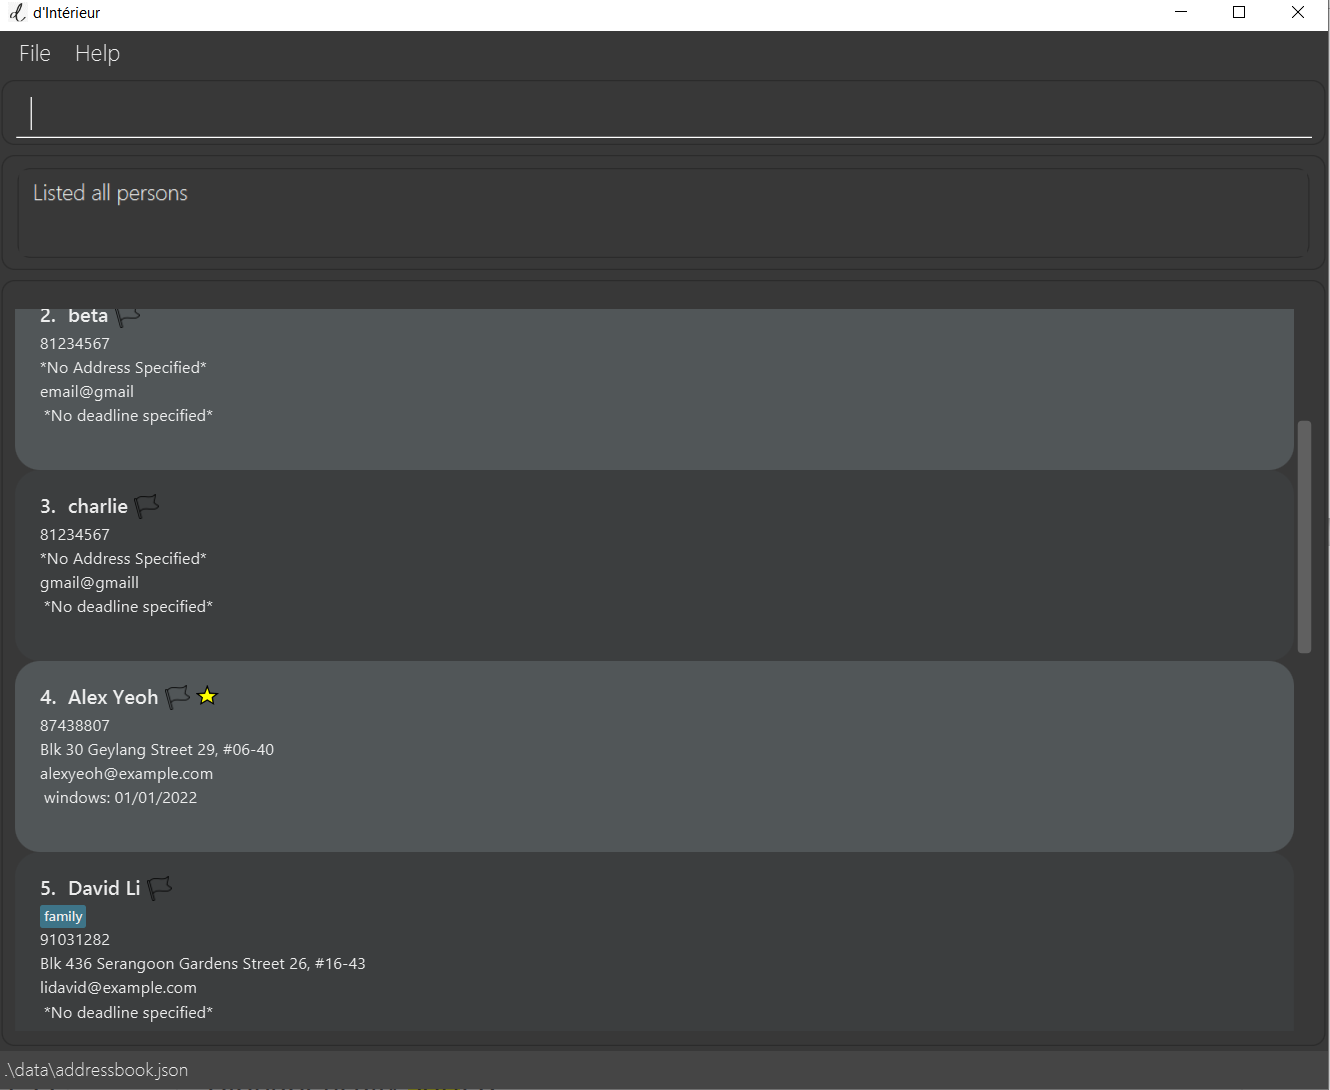 d'Intérieur
File Help
Listed all persons
2. beta
81234567
*No Address Specified*
email@gmail
*No deadline specified*
3. charlie
81234567
*No Address Specified*
gmail@gmaill
*No deadline specified*
4. Alex Yeoh
87438807
Blk 30 Geylang Street 29, #06-40
alexyeoh@example.com
windows: 01/01/2022
5. David Li
family
91031282
Blk 436 Serangoon Gardens Street 26, #16-43
lidavid@example.com
*No deadline specified*
.\data\addressbook.json